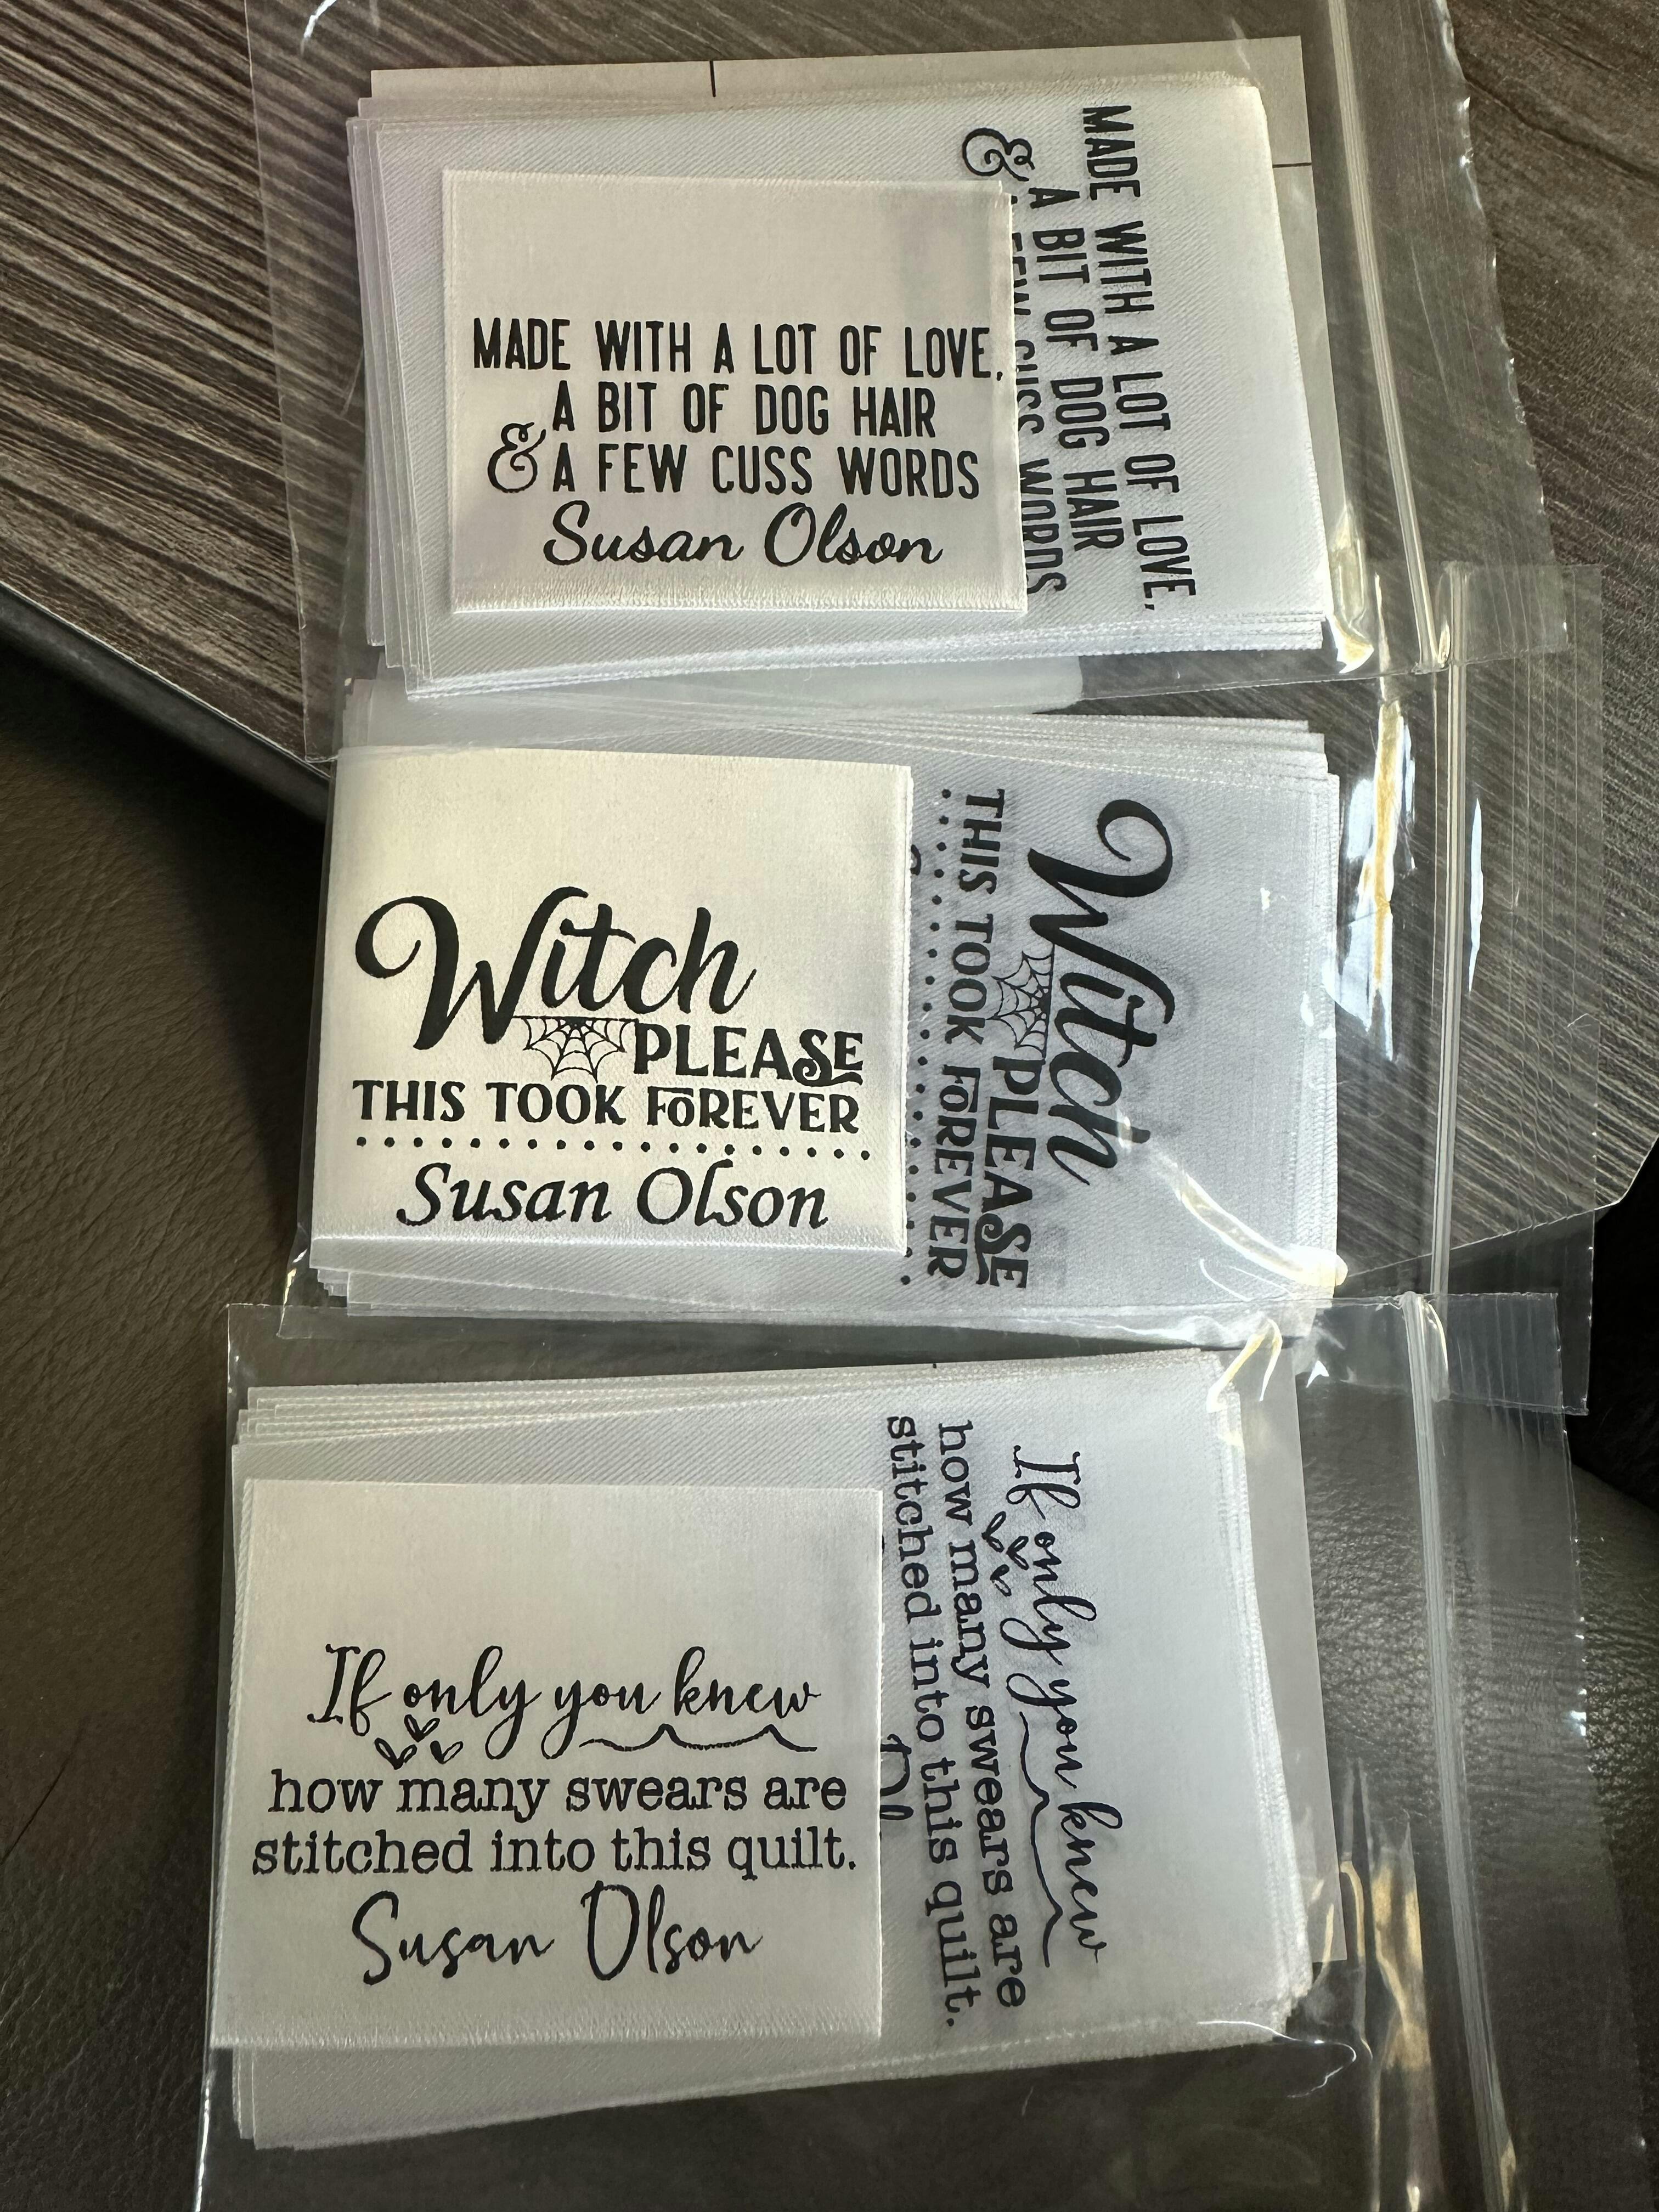 MADE WITH A LOT OF LOVE,
A BIT OF DOG HAIR
& A FEW CUSS WORDS
Susan Olson
MADE WITH A LOT OF LOVE,
A BIT OF DOG HAIR
& A FEW CUSS WORDS
Witch
PLEASE
THIS TOOK FOREVER
Susan Olson
Witch
PLEASE
THIS TOOK FOREVER
If only you knew
how many swears are
stitched into this quilt.
Susan Olson
If only you knew
how many swears are
stitched into this quilt.